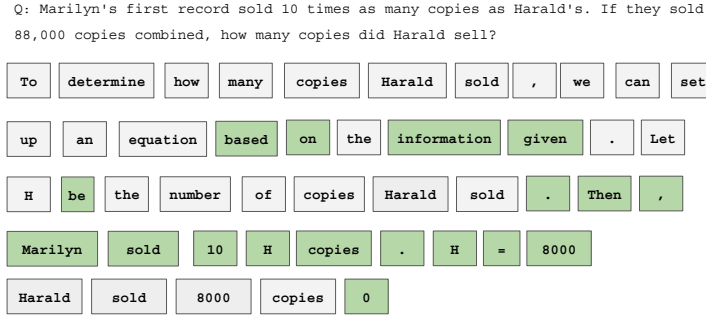 Q: Marilyn's first record sold 10 times as many copies as Harald's. If they sold
88,000 copies combined, how many copies did Harald sell?
To determine how many copies Harald sold , we can set
up an equation based on the information given . Let
H be the number of copies Harald sold . Then ,
Marilyn sold 10 H copies . H = 8000
Harald sold 8000 copies 0